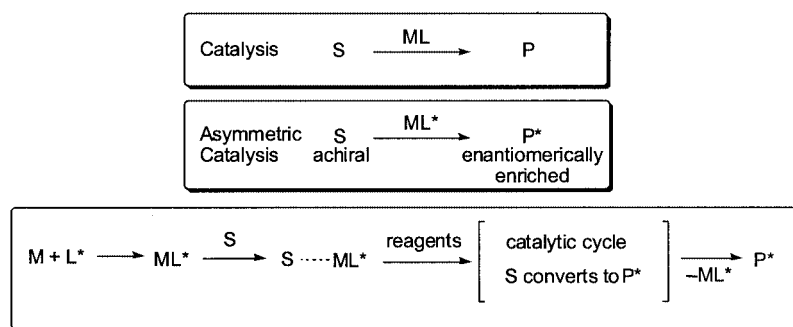 Catalysis S ML P
Asymmetric S ML* P*
Catalysis achiral enantiomerically
enriched
M + L* ML* S S ·····ML* reagents catalytic cycle –ML* P*
S converts to P*